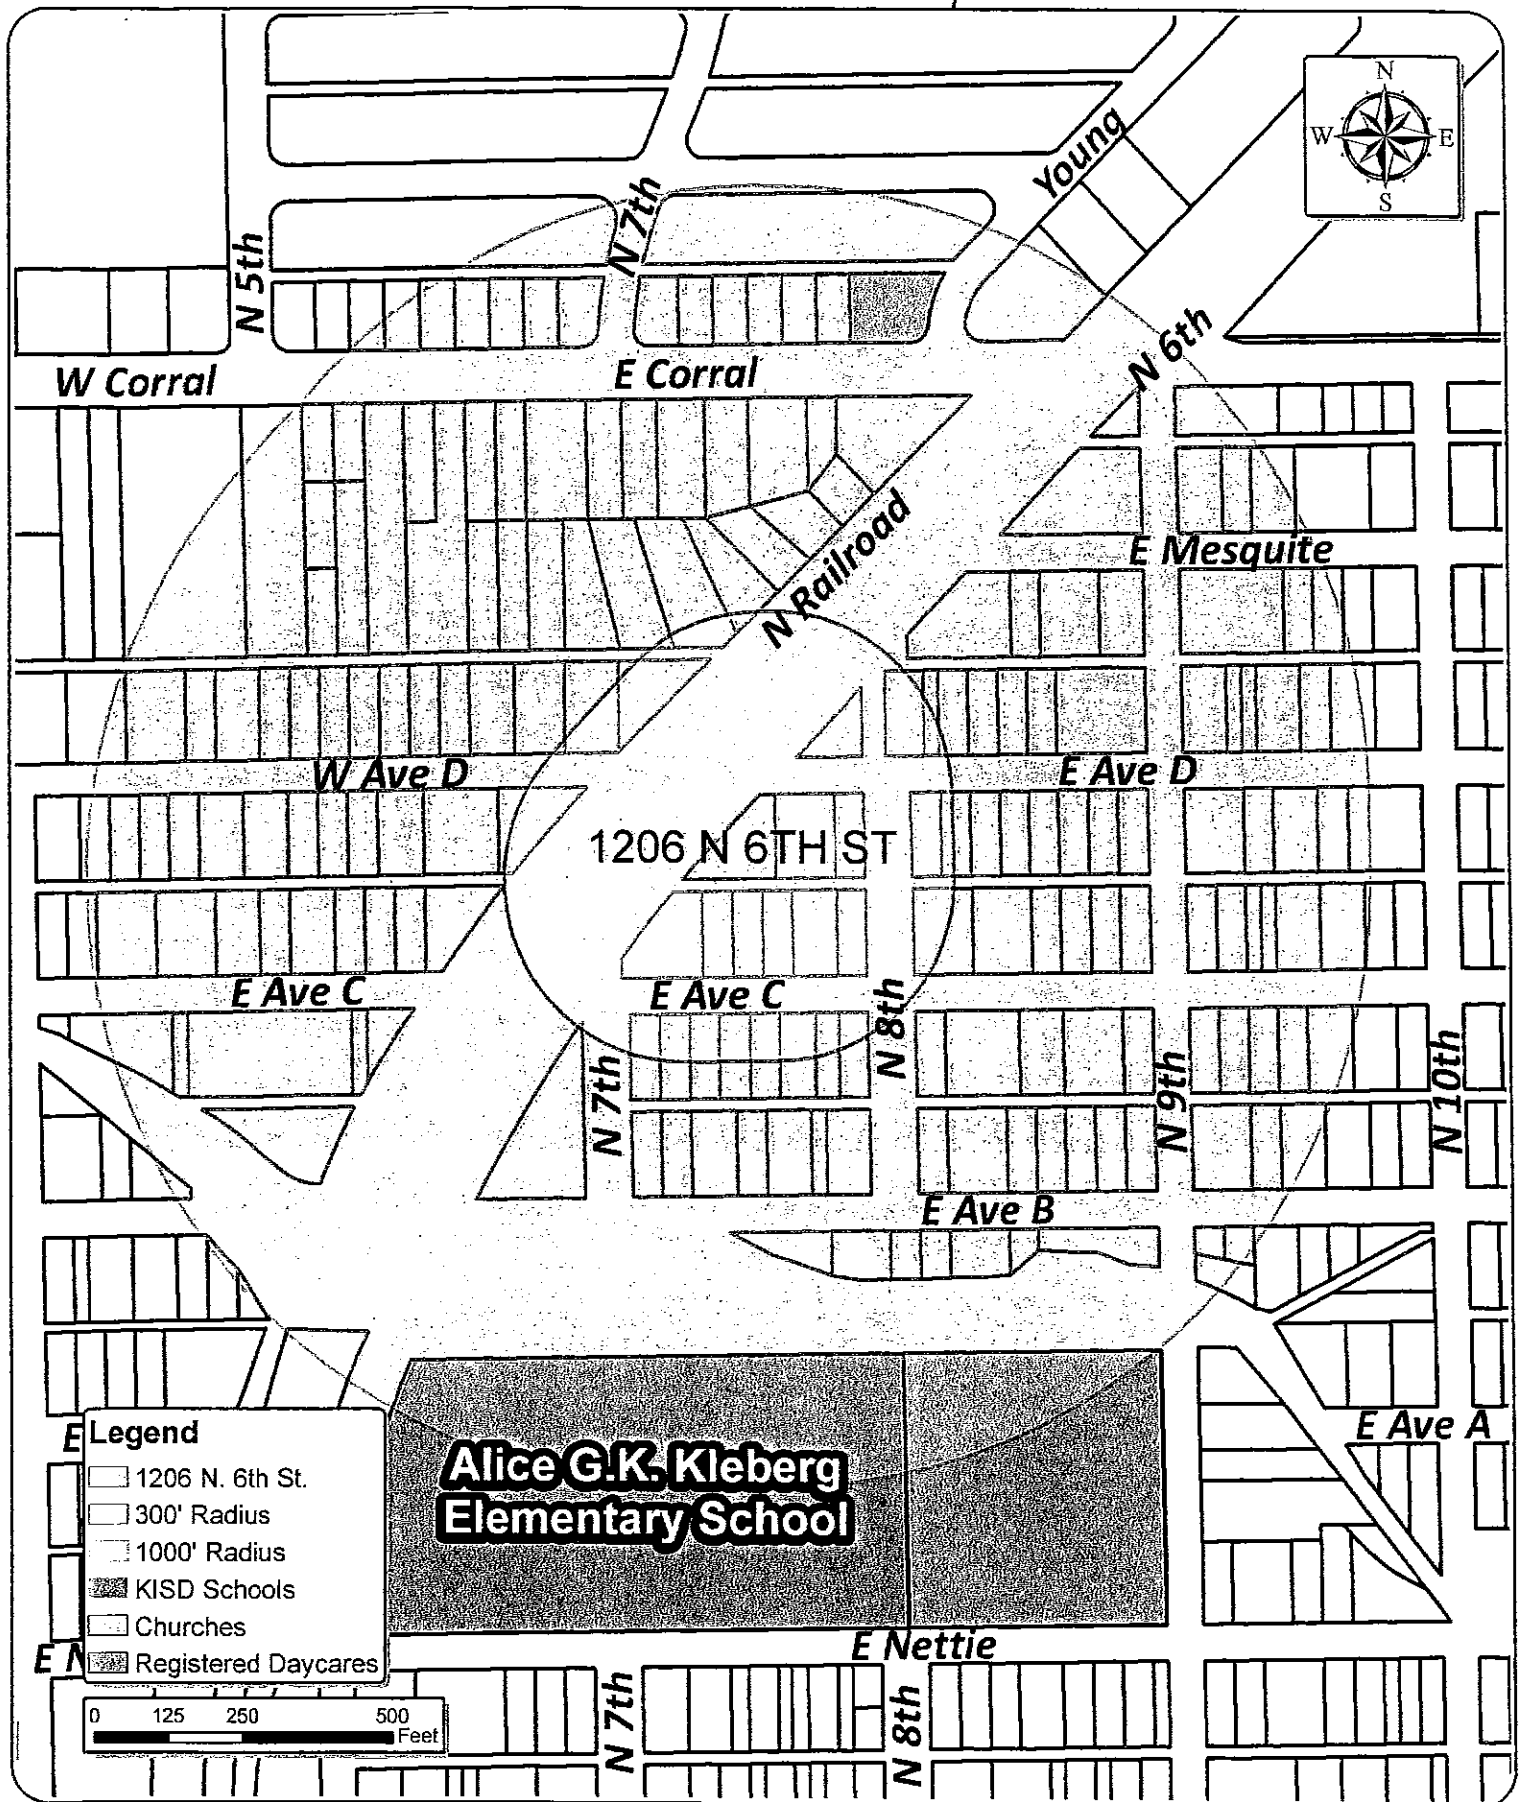 N
W E
S
Young
N 7th
N 5th
N 6th
W Corral
E Corral
N Railroad
E Mesquite
W Ave D
E Ave D
1206 N 6TH ST
E Ave C
E Ave C
N 8th
N 7th
N 9th
N 10th
E Ave B
E Ave A
Alice G.K. Kleberg
Elementary School
E
Legend
1206 N. 6th St.
300' Radius
1000' Radius
KISD Schools
Churches
Registered Daycares
E N
E Nettie
0 125 250 500
Feet
N 7th
N 8th